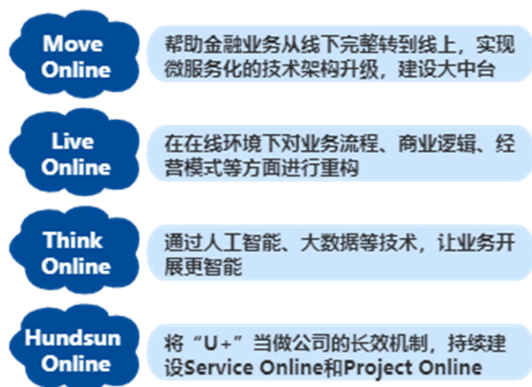 Move
Online
帮助金融业务从线下完整转到线上，实现
微服务化的技术架构升级，建设大中台
Live
Online
在在线环境下对业务流程、商业逻辑、经
营模式等方面进行重构
Think
Online
通过人工智能、大数据等技术，让业务开
展更智能
Hundsun
Online
将“U+”当做公司的长效机制，持续建
设Service Online和Project Online